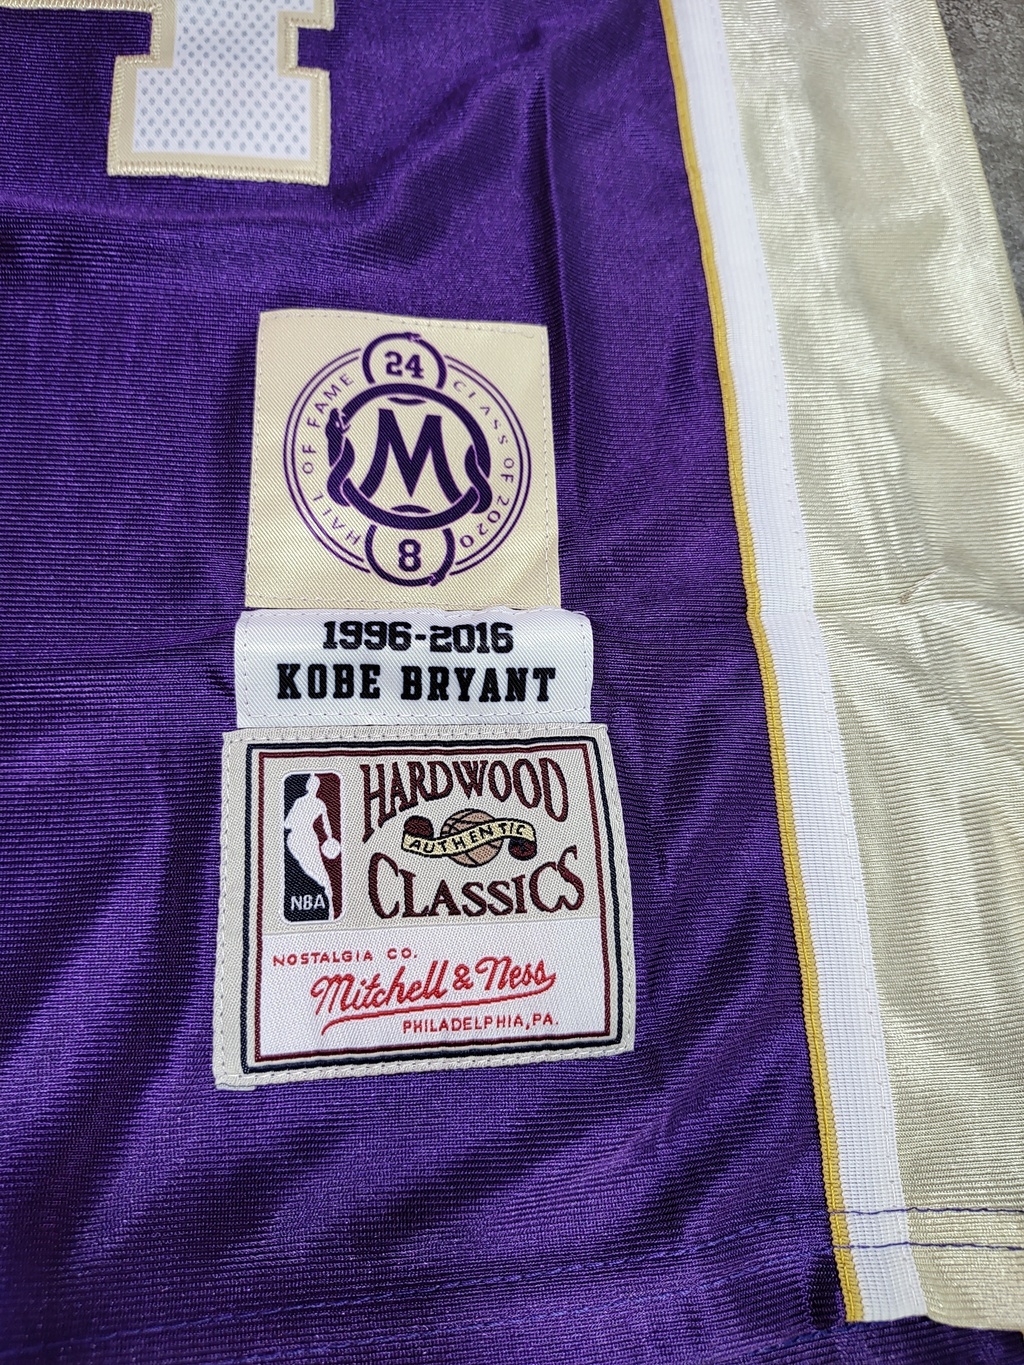 24
HALL OF FAME CLASS OF 2020
M
8
1996-2016
KOBE BRYANT
HARDWOOD
AUTHENTIC
CLASSICS
NBA
NOSTALGIA CO.
Mitchell & Ness
PHILADELPHIA, PA.